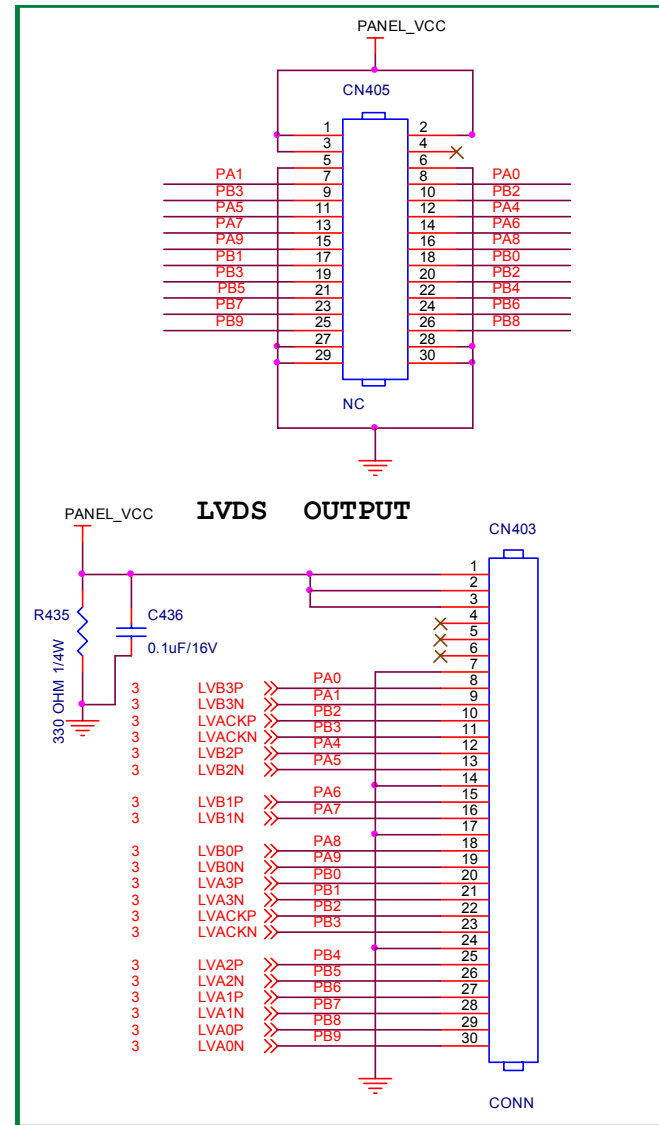 PANEL_VCC
CN405
1 2
3 4
5 6
PA1 7 8 PA0
PB3 9 10 PB2
PA5 11 12 PA4
PA7 13 14 PA6
PA9 15 16 PA8
PB1 17 18 PB0
PB3 19 20 PB2
PB5 21 22 PB4
PB7 23 24 PB6
PB9 25 26 PB8
27 28
29 30
NC
LVDS OUTPUT
PANEL_VCC
CN403
R435
330 OHM 1/4W
C436
0.1uF/16V
1
2
3
4
5
6
7
3 LVB3P PA0 8
3 LVB3N PA1 9
3 LVACKP PB2 10
3 LVACKN PB3 11
3 LVB2P PA4 12
3 LVB2N PA5 13
14
3 LVB1P PA6 15
3 LVB1N PA7 16
17
3 LVB0P PA8 18
3 LVB0N PA9 19
3 LVA3P PB0 20
3 LVA3N PB1 21
3 LVACKP PB2 22
3 LVACKN PB3 23
24
3 LVA2P PB4 25
3 LVA2N PB5 26
3 LVA1P PB6 27
3 LVA1N PB7 28
3 LVA0P PB8 29
3 LVA0N PB9 30
CONN